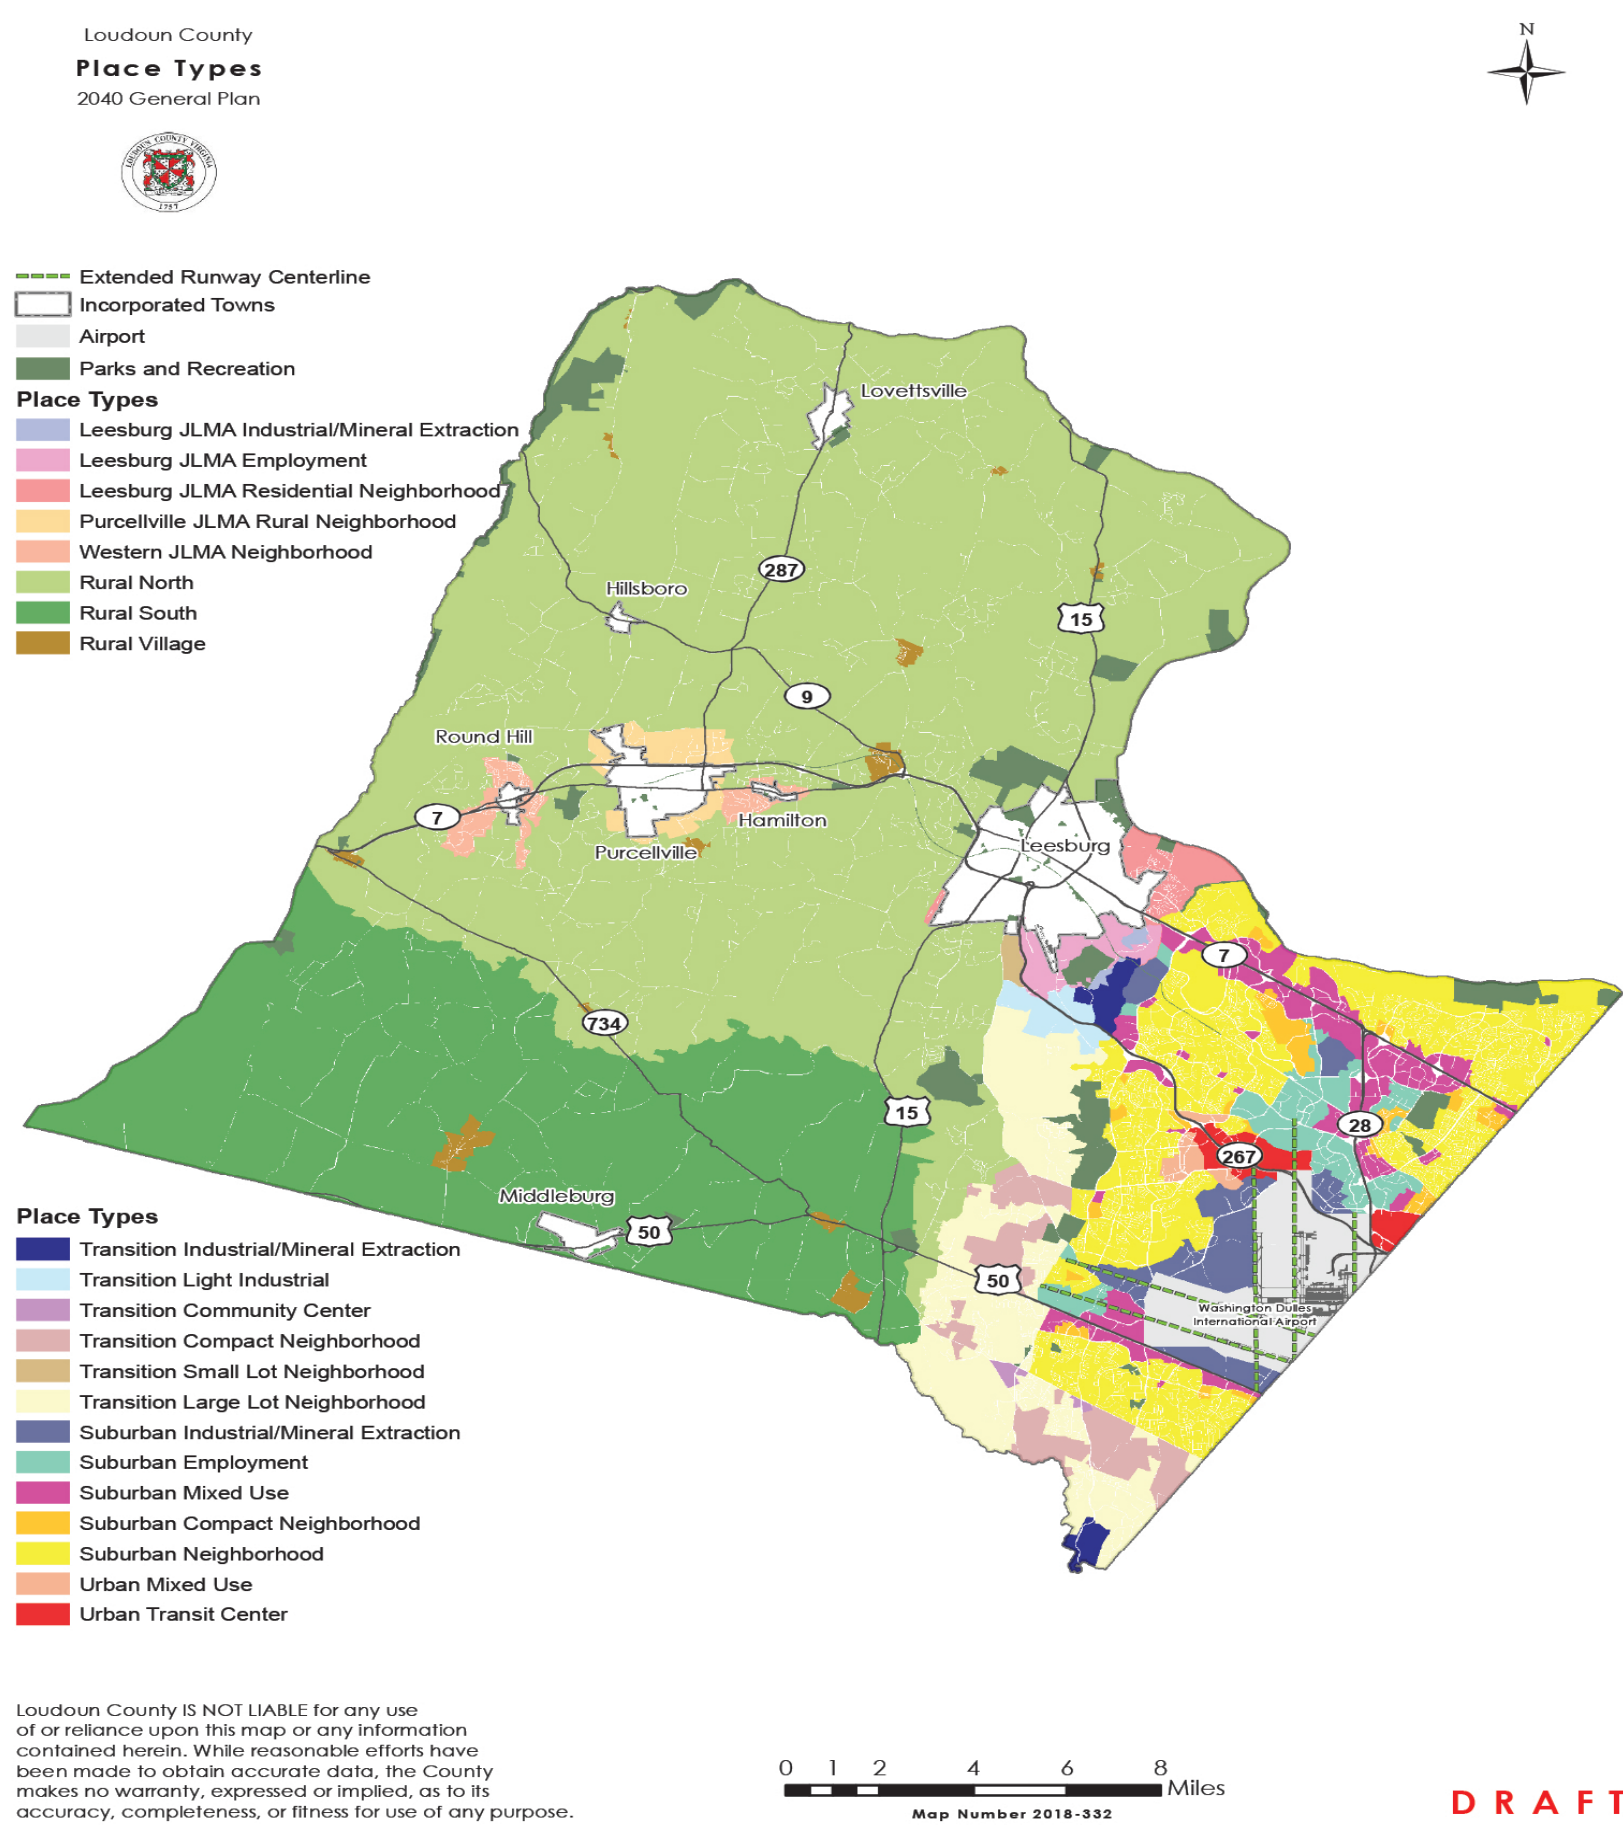 Loudoun County
Place Types
2040 General Plan
LOUDOUN COUNTY VIRGINIA
1757
N
Extended Runway Centerline
Incorporated Towns
Airport
Parks and Recreation
Place Types
Leesburg JLMA Industrial/Mineral Extraction
Leesburg JLMA Employment
Leesburg JLMA Residential Neighborhood
Purcellville JLMA Rural Neighborhood
Western JLMA Neighborhood
Rural North
Rural South
Rural Village
Lovettsville
287
Hillsboro
15
9
Round Hill
7
Hamilton
Purcellville
Leesburg
7
734
15
28
267
Middleburg
50
50
Washington Dulles
International Airport
Place Types
Transition Industrial/Mineral Extraction
Transition Light Industrial
Transition Community Center
Transition Compact Neighborhood
Transition Small Lot Neighborhood
Transition Large Lot Neighborhood
Suburban Industrial/Mineral Extraction
Suburban Employment
Suburban Mixed Use
Suburban Compact Neighborhood
Suburban Neighborhood
Urban Mixed Use
Urban Transit Center
Loudoun County IS NOT LIABLE for any use
of or reliance upon this map or any information
contained herein. While reasonable efforts have
been made to obtain accurate data, the County
makes no warranty, expressed or implied, as to its
accuracy, completeness, or fitness for use of any purpose.
0 1 2 4 6 8
Miles
Map Number 2018-332
DRAFT